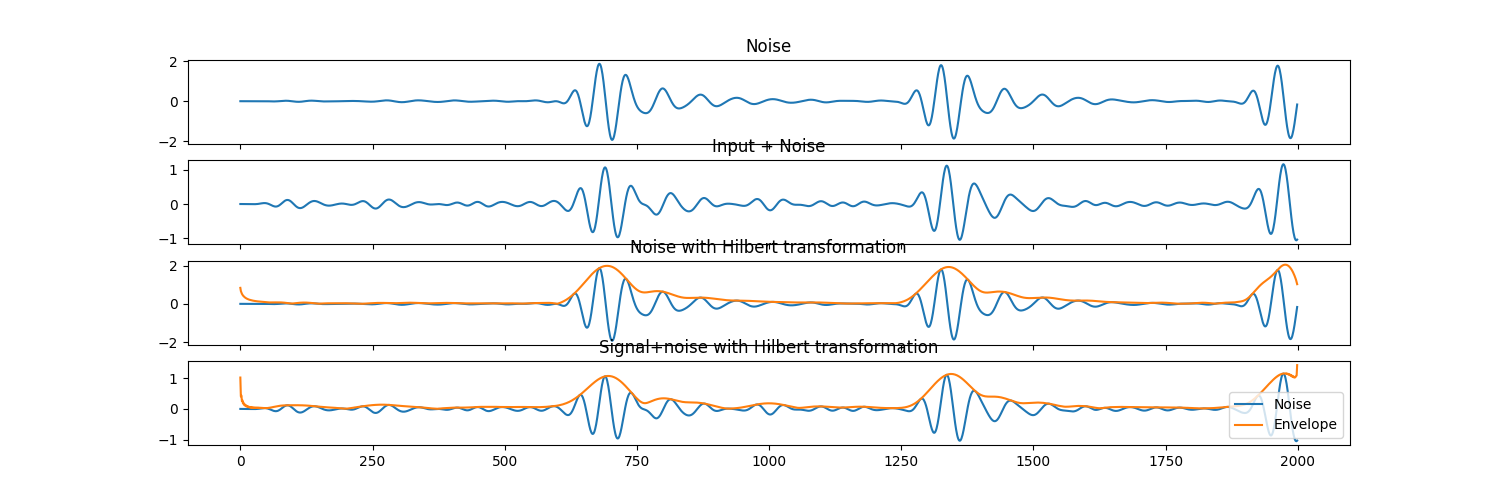 Noise
2
0
−2
Input + Noise
1
0
−1
Noise with Hilbert transformation
2
0
−2
Signal+noise with Hilbert transformation
1
0
−1
Noise
Envelope
0 250 500 750 1000 1250 1500 1750 2000